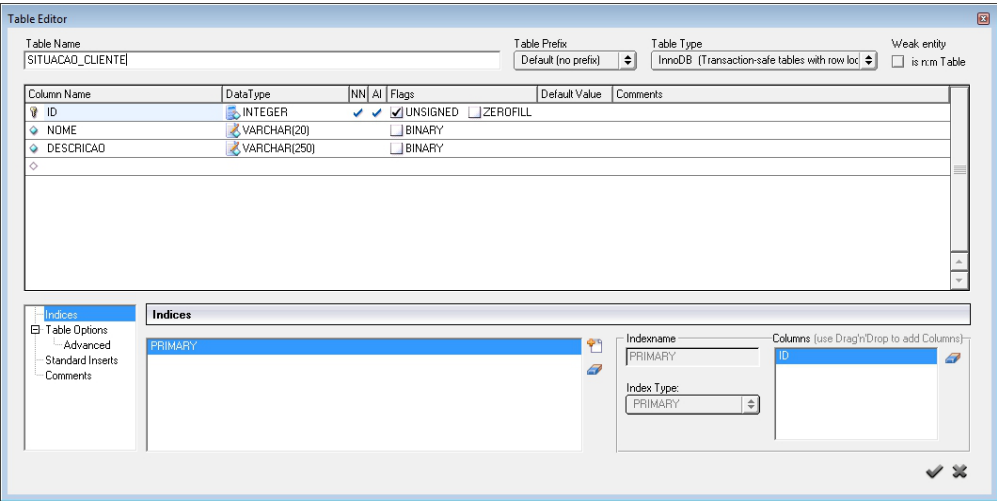 Table Editor
Table Name
Table Prefix
Table Type
Weak entity
SITUACAO_CLIENTE
Default (no prefix)
InnoDB (Transaction-safe tables with row loc
is n:m Table
Column Name DataType NN AI Flags Default Value Comments
ID INTEGER UNSIGNED ZEROFILL
NOME VARCHAR(20) BINARY
DESCRICAO VARCHAR(250) BINARY
Indices
Table Options
Advanced
Standard Inserts
Comments
Indices
PRIMARY
Indexname
PRIMARY
Index Type:
PRIMARY
Columns (use Drag'n'Drop to add Columns)
ID